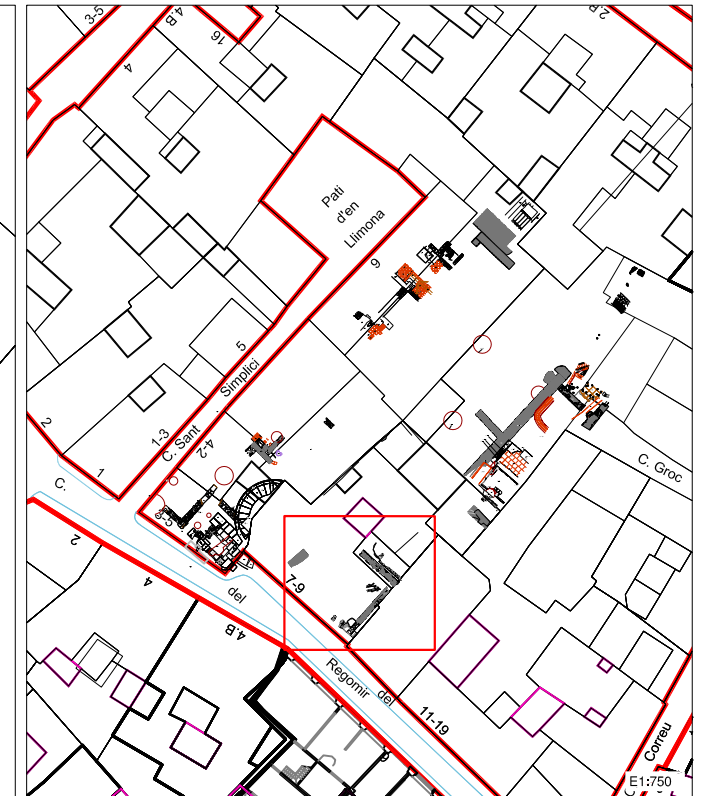 3-5
4.B
16
2.B
4
Pati
d'en
Llimona
9
5
Simplici
2
1-3
C. Sant
4-2
1
C.
C. Groc
2
4
7-9
del
4.B
Regomir
del
11-19
9
Correu
C
E1:750